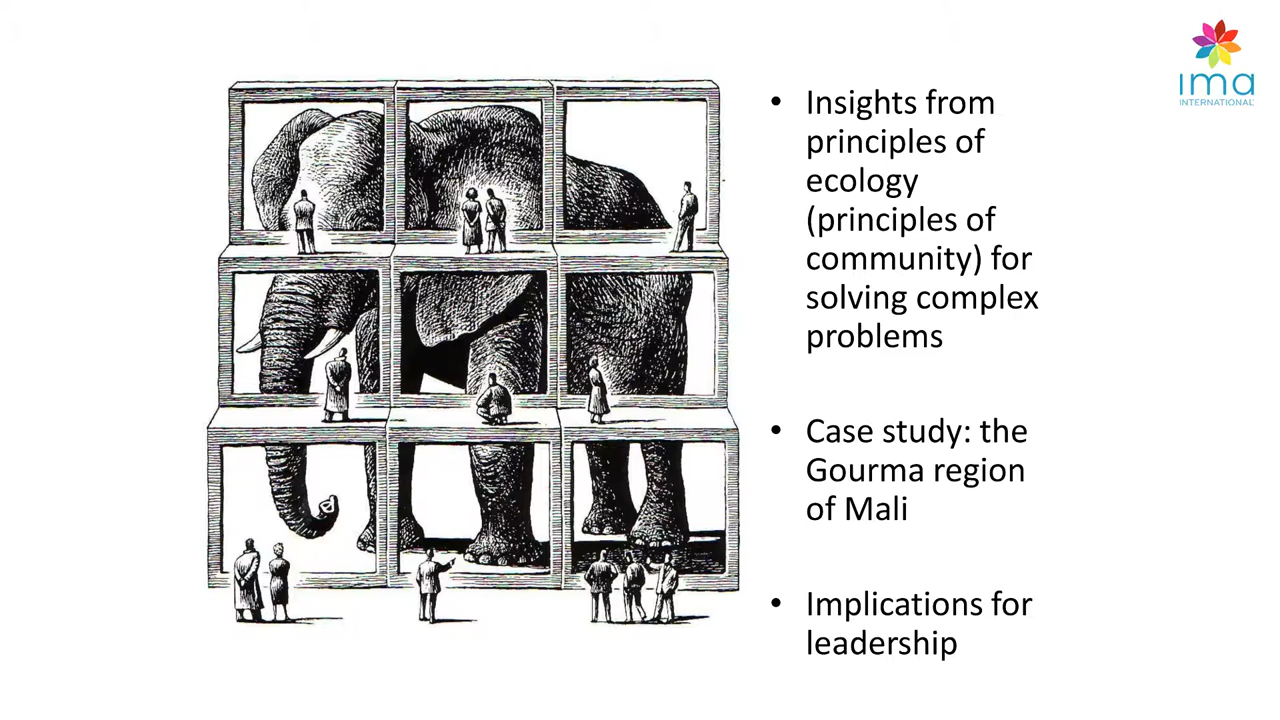 ima
INTERNATIONAL
• Insights from
principles of
ecology
(principles of
community) for
solving complex
problems
• Case study: the
Gourma region
of Mali
• Implications for
leadership